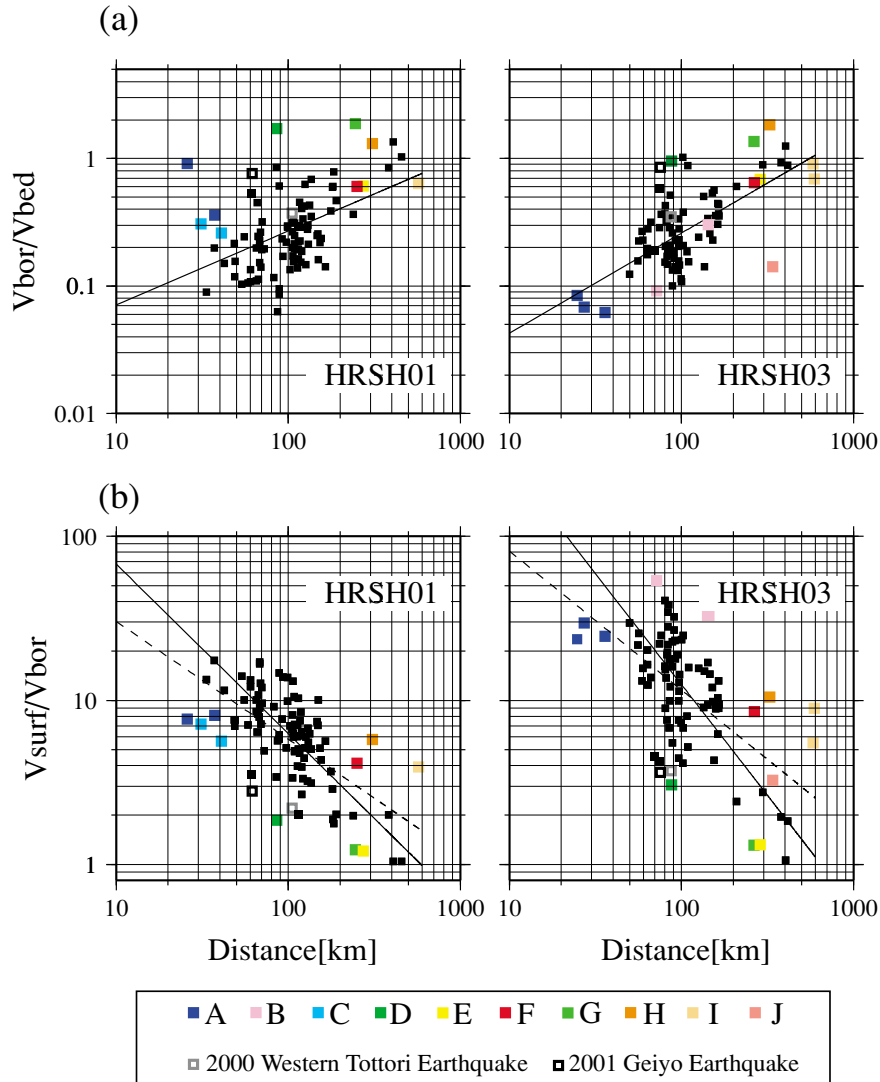 (a)
Vbor/Vbed
1
0.1
0.01
HRSH01
HRSH03
10 100 1000
10 100 1000
(b)
Vsurf/Vbor
100
10
1
HRSH01
HRSH03
10 100 1000
10 100 1000
Distance[km]
Distance[km]
A B C D E F G H I J
2000 Western Tottori Earthquake 2001 Geiyo Earthquake